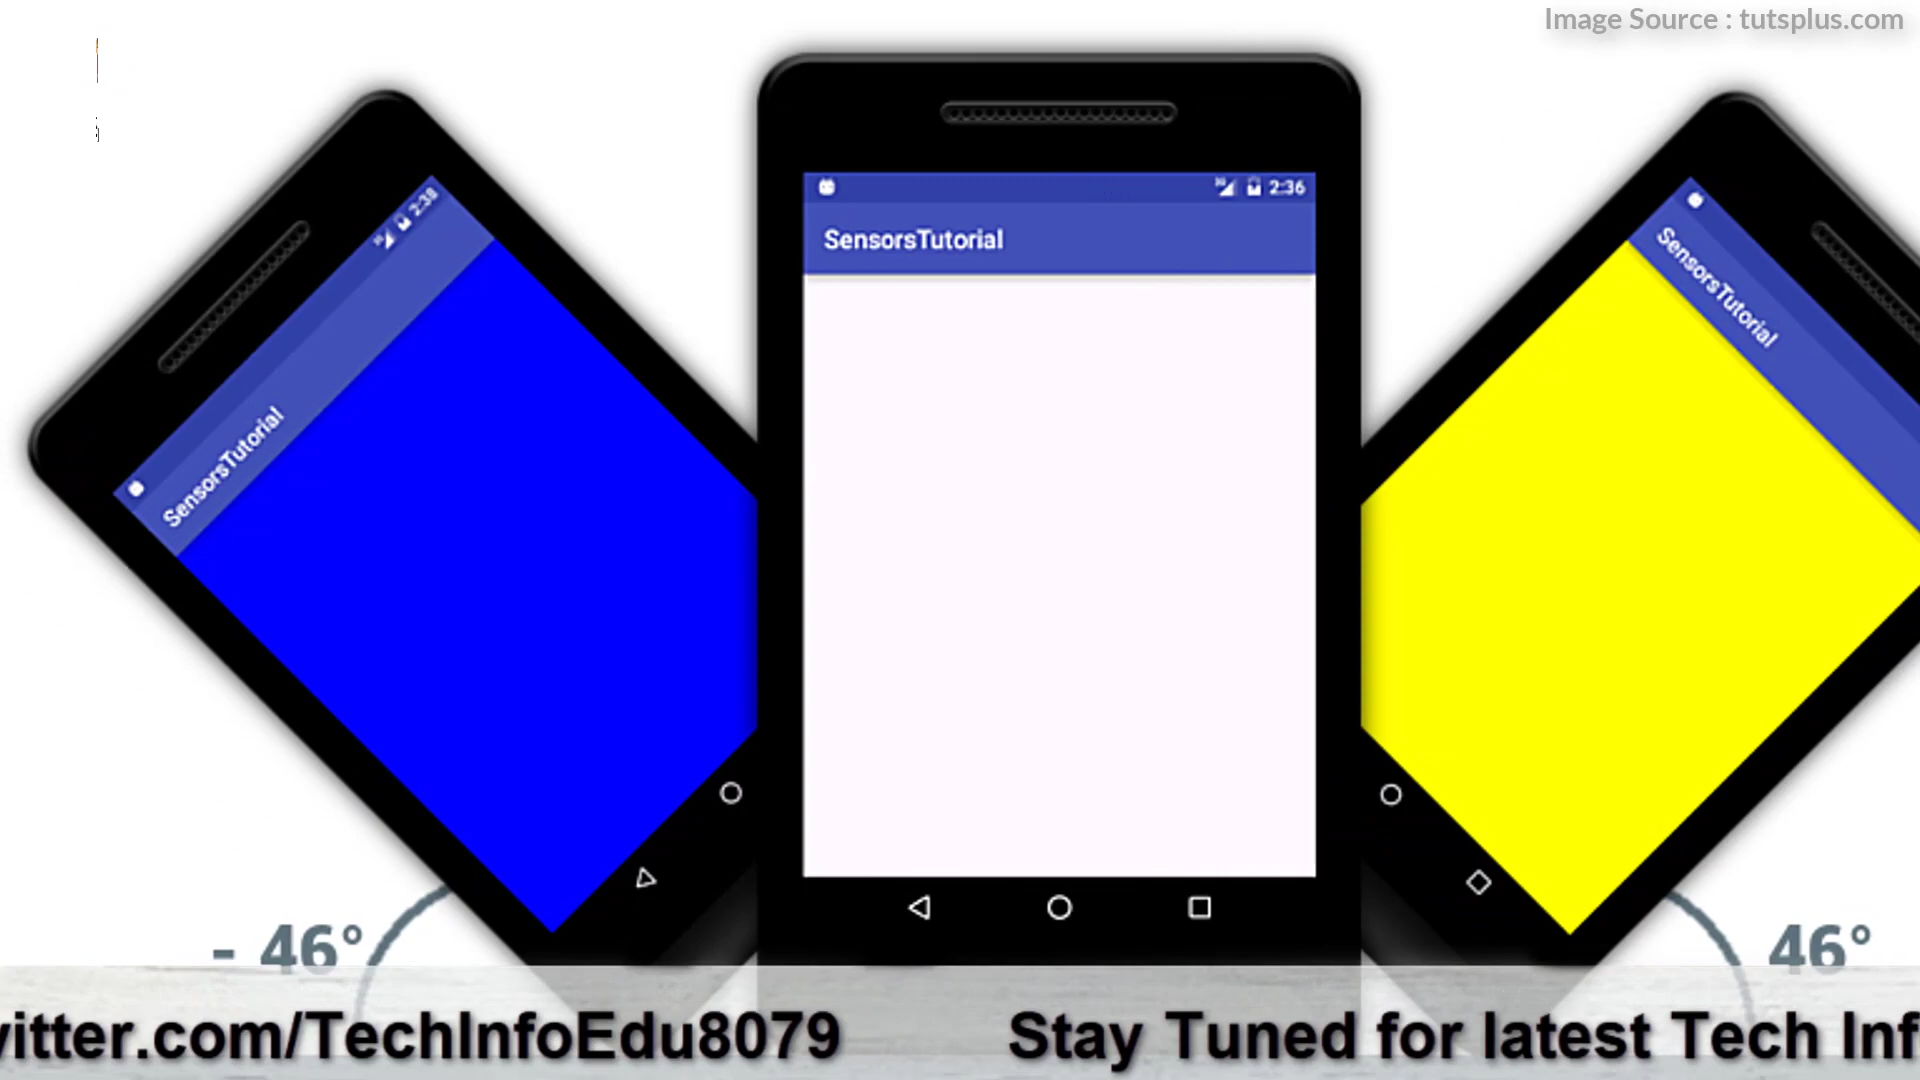 Image Source : tutsplus.com
2:38
SensorsTutorial
2:36
SensorsTutorial
SensorsTutorial
- 46°
46°
vitter.com/TechInfoEdu8079
Stay Tuned for latest Tech Inf